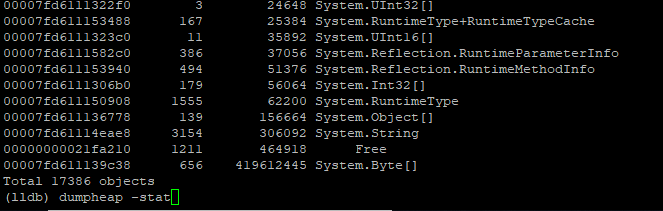 00007fd6111322f0 3 24648 System.UInt32[]
00007fd611153488 167 25384 System.RuntimeType+RuntimeTypeCache
00007fd6111323c0 11 35892 System.UInt16[]
00007fd6111582c0 386 37056 System.Reflection.RuntimeParameterInfo
00007fd611153940 494 51376 System.Reflection.RuntimeMethodInfo
00007fd6111306b0 179 56064 System.Int32[]
00007fd611150908 1555 62200 System.RuntimeType
00007fd611136778 139 156664 System.Object[]
00007fd61114eae8 3154 306092 System.String
00000000021fa210 1211 464918 Free
00007fd611139c38 656 419612445 System.Byte[]
Total 17386 objects
(lldb) dumpheap -stat